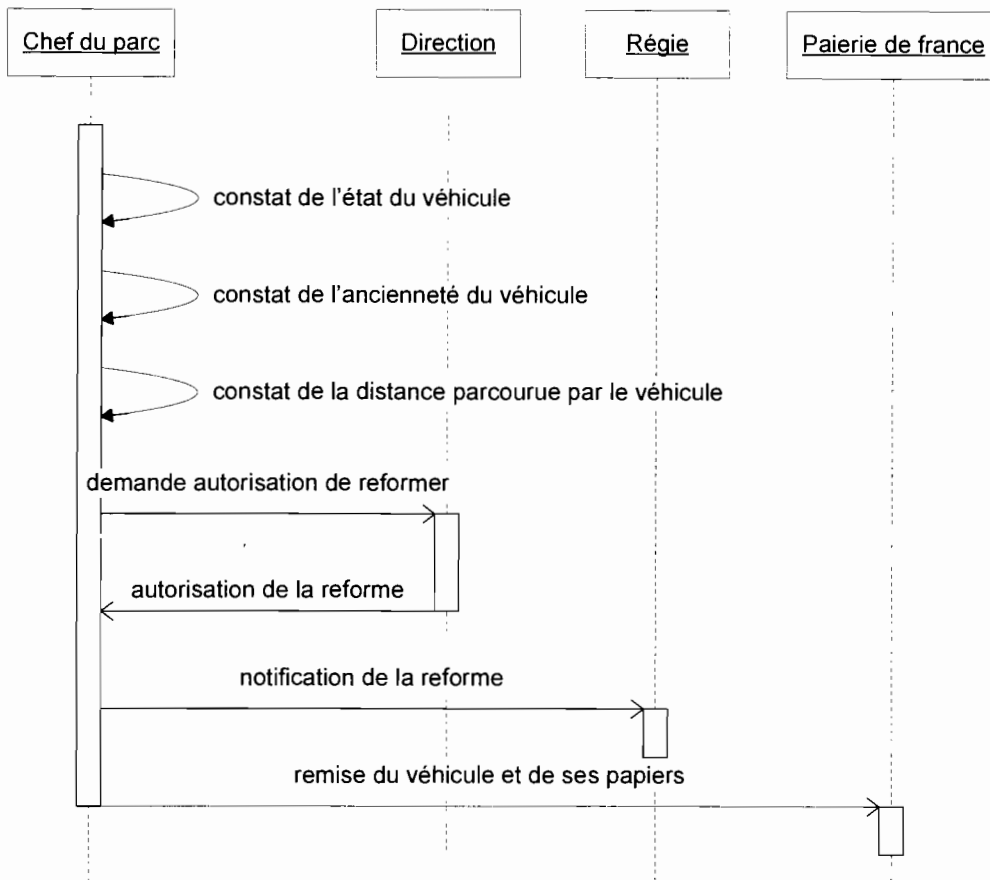 Chef du parc
Direction
Régie
Paierie de france
constat de l'état du véhicule
constat de l'ancienneté du véhicule
constat de la distance parcourue par le véhicule
demande autorisation de reformer
autorisation de la reforme
notification de la reforme
remise du véhicule et de ses papiers